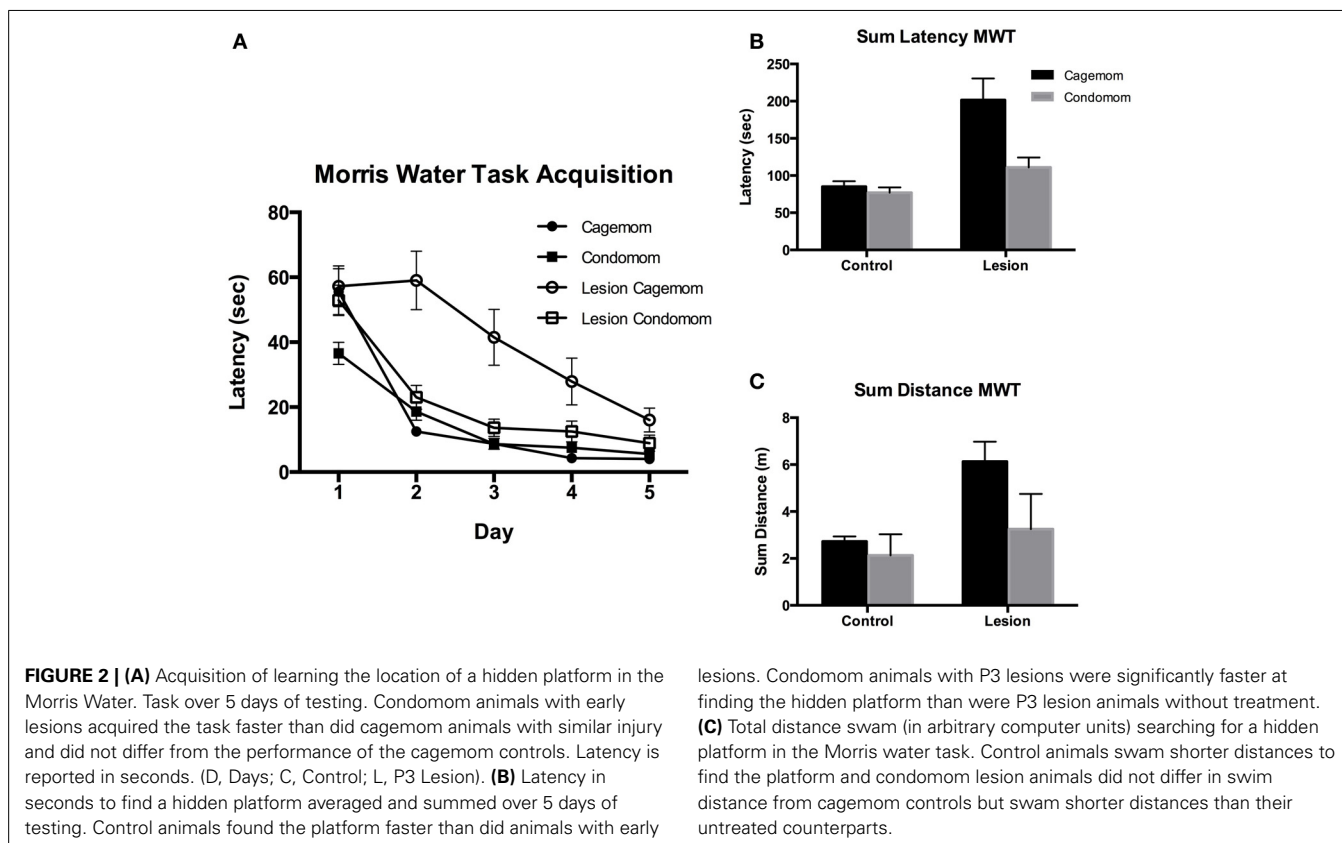 A
Morris Water Task Acquisition
Cagemom
Condomom
Lesion Cagemom
Lesion Condomom
80
60
40
20
0
Latency (sec)
1 2 3 4 5
Day
B
Sum Latency MWT
Cagemom
Condomom
250
200
150
100
50
0
Latency (sec)
Control Lesion
C
Sum Distance MWT
8
6
4
2
0
Sum Distance (m)
Control Lesion
FIGURE 2 | (A) Acquisition of learning the location of a hidden platform in the
Morris Water. Task over 5 days of testing. Condomom animals with early
lesions acquired the task faster than did cagemom animals with similar injury
and did not differ from the performance of the cagemom controls. Latency is
reported in seconds. (D, Days; C, Control; L, P3 Lesion). (B) Latency in
seconds to find a hidden platform averaged and summed over 5 days of
testing. Control animals found the platform faster than did animals with early
lesions. Condomom animals with P3 lesions were significantly faster at
finding the hidden platform than were P3 lesion animals without treatment.
(C) Total distance swam (in arbitrary computer units) searching for a hidden
platform in the Morris water task. Control animals swam shorter distances to
find the platform and condomom lesion animals did not differ in swim
distance from cagemom controls but swam shorter distances than their
untreated counterparts.